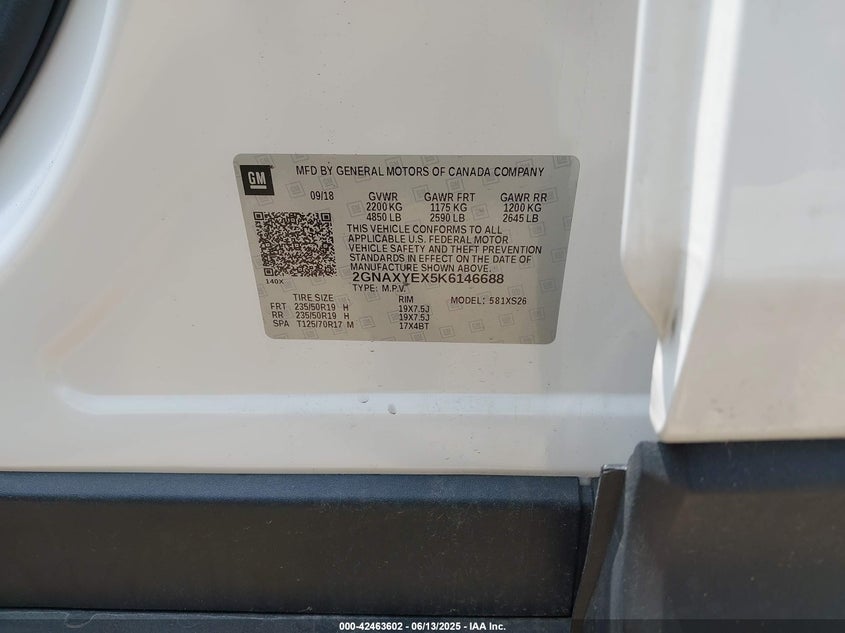 GM
MFD BY GENERAL MOTORS OF CANADA COMPANY
09/18 GVWR GAWR FRT GAWR RR
2200 KG 1175 KG 1200 KG
4850 LB 2590 LB 2645 LB
THIS VEHICLE CONFORMS TO ALL
APPLICABLE U.S. FEDERAL MOTOR
VEHICLE SAFETY AND THEFT PREVENTION
STANDARDS IN EFFECT ON THE DATE OF
MANUFACTURE SHOWN ABOVE.
140X
2GNAXYEX5K6146688
TYPE: M.P.V. MODEL: 581XS26
TIRE SIZE RIM
FRT 235/50R19 H 19X7.5J
RR 235/50R19 H 19X7.5J
SPA T125/70R17 M 17X4BT
000-42463602 - 06/13/2025 - IAA Inc.